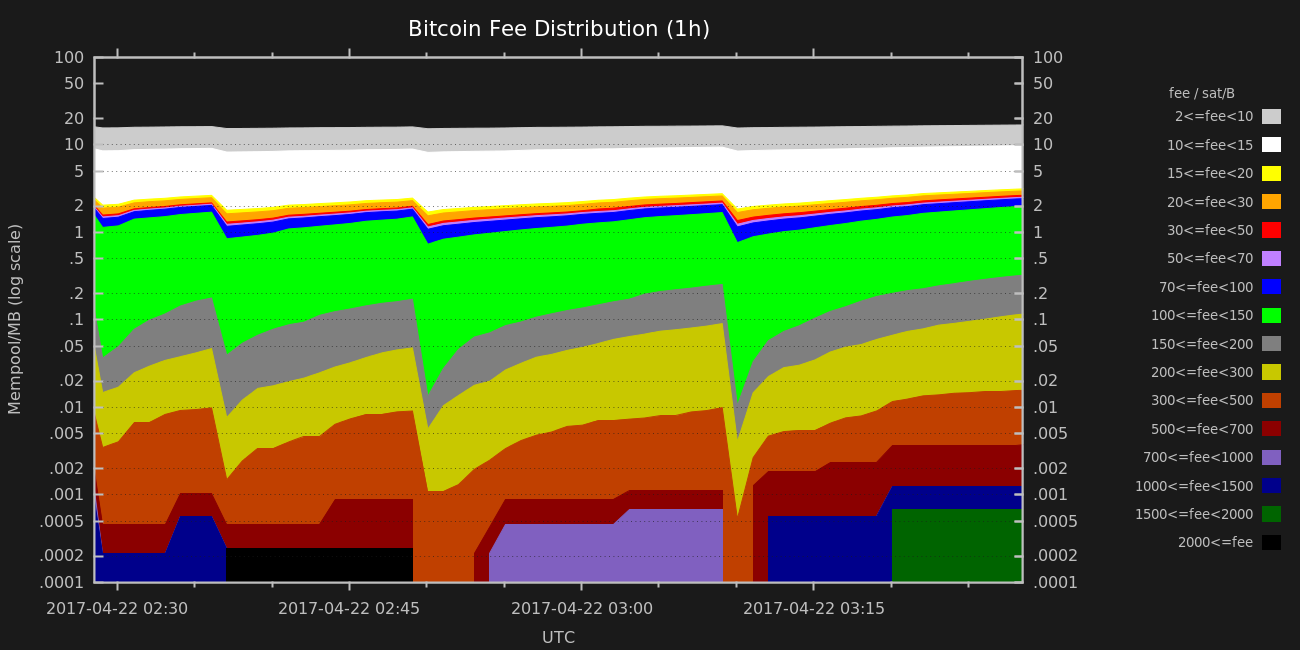 Bitcoin Fee Distribution (1h)
Mempool/MB (log scale)
100
50
20
10
5
2
1
.5
.2
.1
.05
.02
.01
.005
.002
.001
.0005
.0002
.0001
100
50
20
10
5
2
1
.5
.2
.1
.05
.02
.01
.005
.002
.001
.0005
.0002
.0001
2017-04-22 02:30 2017-04-22 02:45 2017-04-22 03:00 2017-04-22 03:15
UTC
fee / sat/B
2<=fee<10
10<=fee<15
15<=fee<20
20<=fee<30
30<=fee<50
50<=fee<70
70<=fee<100
100<=fee<150
150<=fee<200
200<=fee<300
300<=fee<500
500<=fee<700
700<=fee<1000
1000<=fee<1500
1500<=fee<2000
2000<=fee